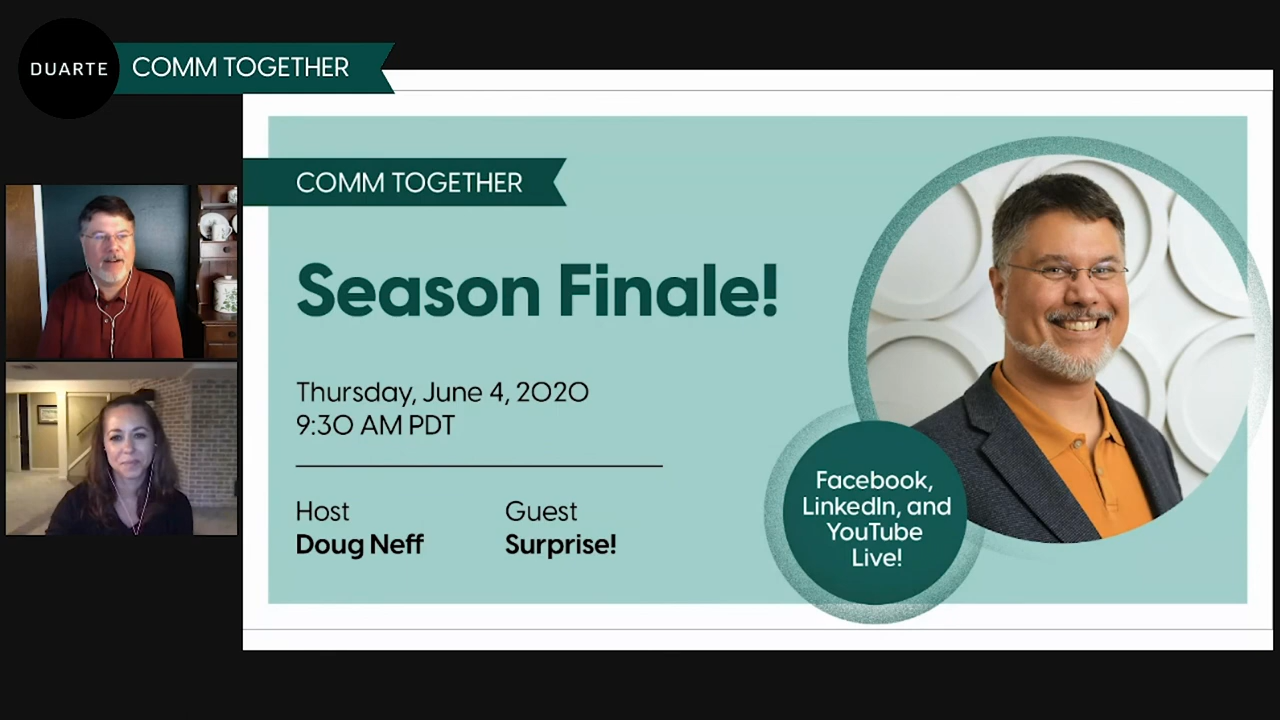 DUARTE
COMM TOGETHER
COMM TOGETHER
Season Finale!
Thursday, June 4, 2020
9:30 AM PDT
Host
Doug Neff
Guest
Surprise!
Facebook,
LinkedIn, and
YouTube
Live!